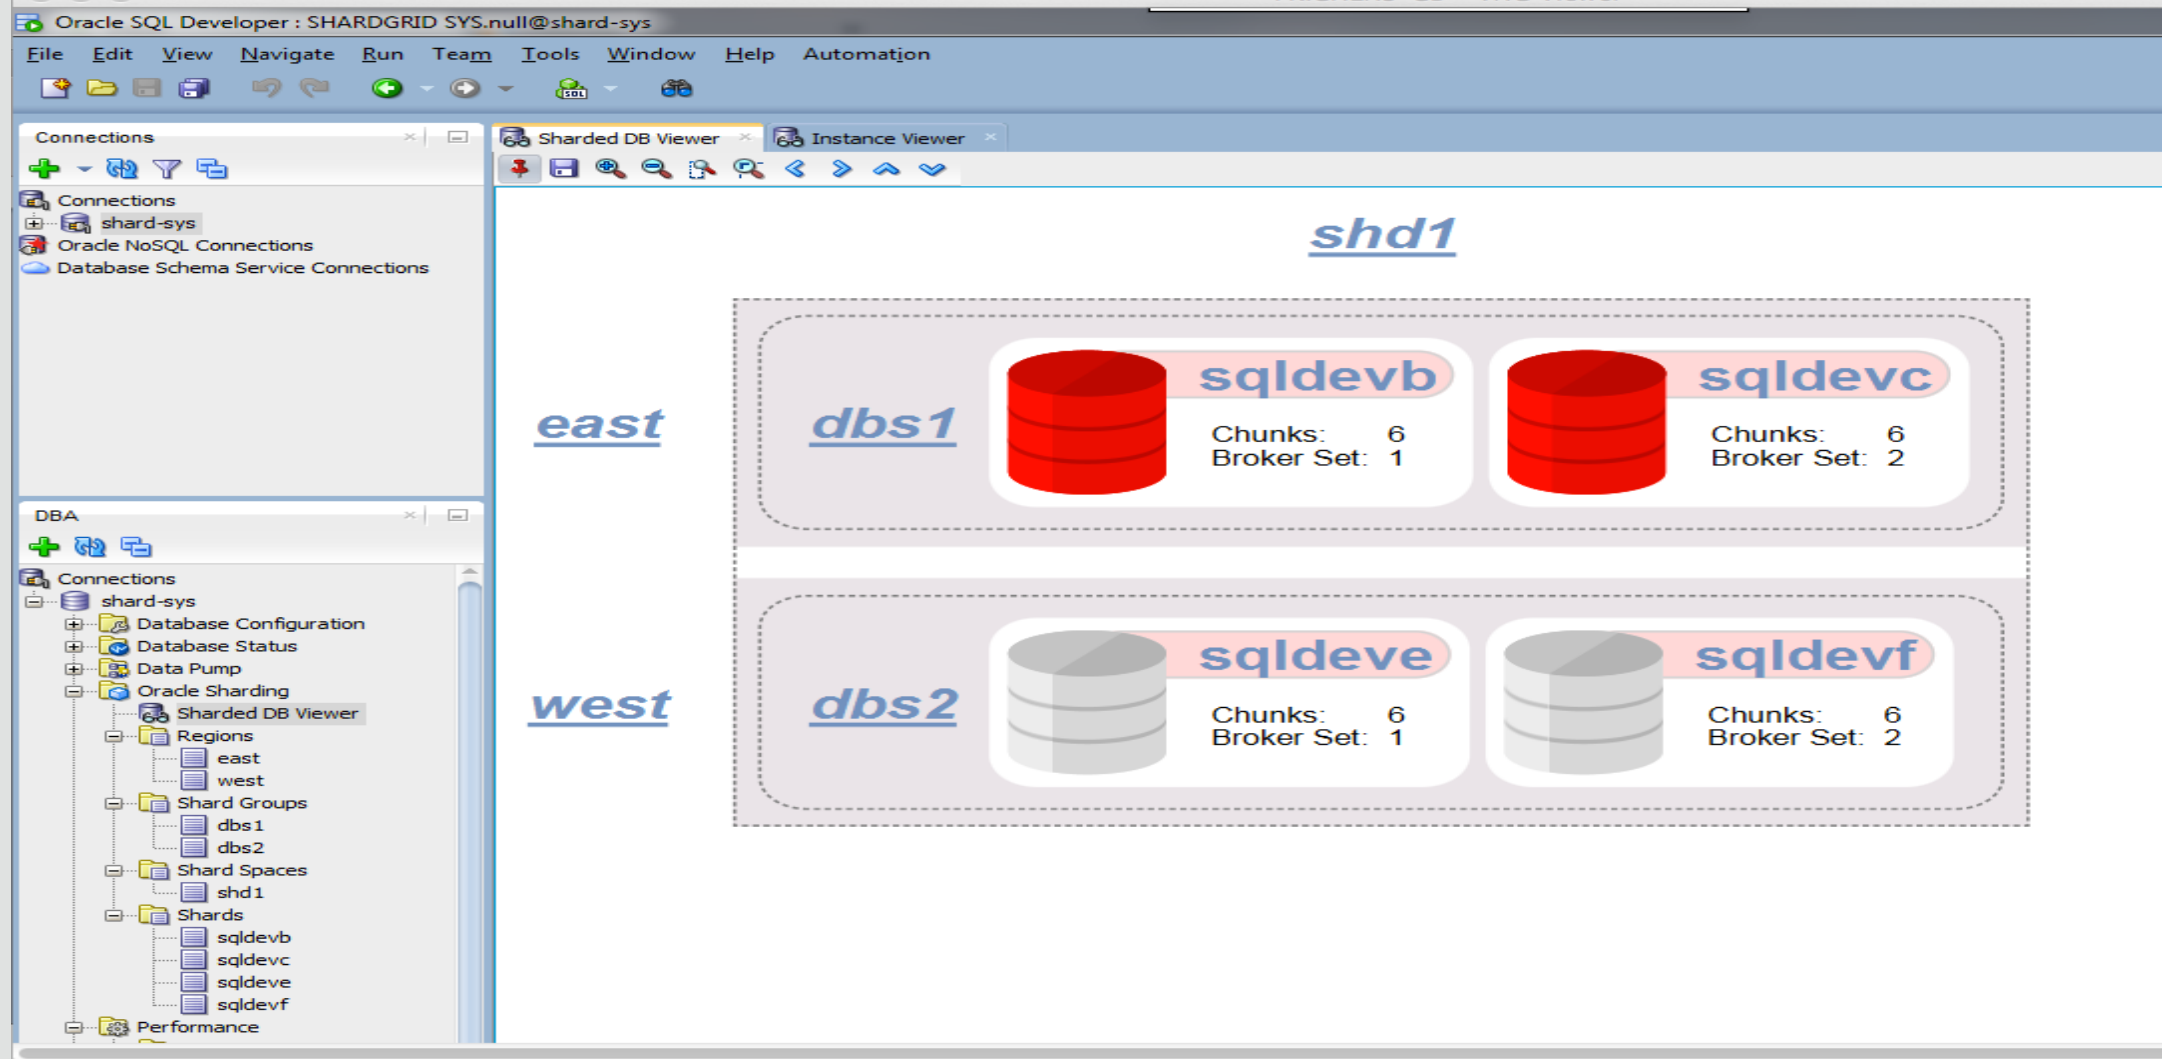 Oracle SQL Developer : SHARDGRID SYS.null@shard-sys
File Edit View Navigate Run Team Tools Window Help Automation
SQL
Connections
Connections
shard-sys
Oracle NoSQL Connections
Database Schema Service Connections
DBA
Connections
shard-sys
Database Configuration
Database Status
Data Pump
Oracle Sharding
Sharded DB Viewer
Regions
east
west
Shard Groups
dbs1
dbs2
Shard Spaces
shd1
Shards
sqldevb
sqldevc
sqldeve
sqldevf
Performance
Sharded DB Viewer Instance Viewer
shd1
east
dbs1
sqldevb
Chunks: 6
Broker Set: 1
sqldevc
Chunks: 6
Broker Set: 2
west
dbs2
sqldeve
Chunks: 6
Broker Set: 1
sqldevf
Chunks: 6
Broker Set: 2